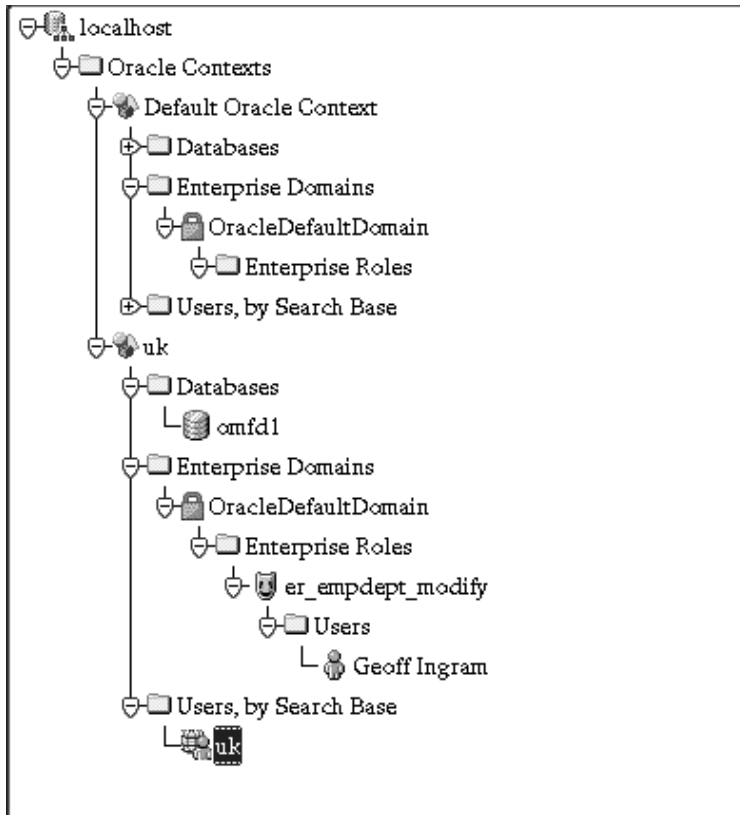 localhost
Oracle Contexts
Default Oracle Context
Databases
Enterprise Domains
OracleDefaultDomain
Enterprise Roles
Users, by Search Base
uk
Databases
omfd1
Enterprise Domains
OracleDefaultDomain
Enterprise Roles
er_empdept_modify
Users
Geoff Ingram
Users, by Search Base
uk